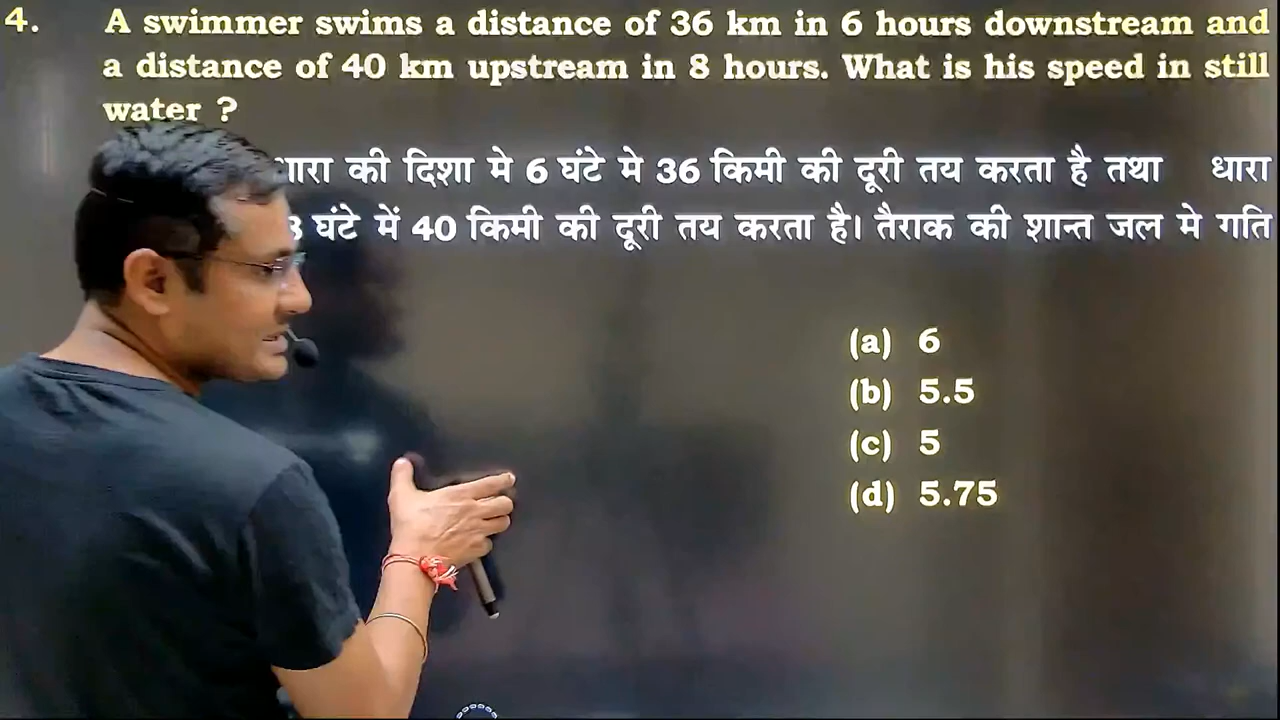 4. A swimmer swims a distance of 36 km in 6 hours downstream and
a distance of 40 km upstream in 8 hours. What is his speed in still
water ?
की दिशा मे 6 घंटे मे 36 किमी की दूरी तय करता है तथा धारा
घंटे में 40 किमी की दूरी तय करता है। तैराक की शान्त जल मे गति
(a) 6
(b) 5.5
(c) 5
(d) 5.75